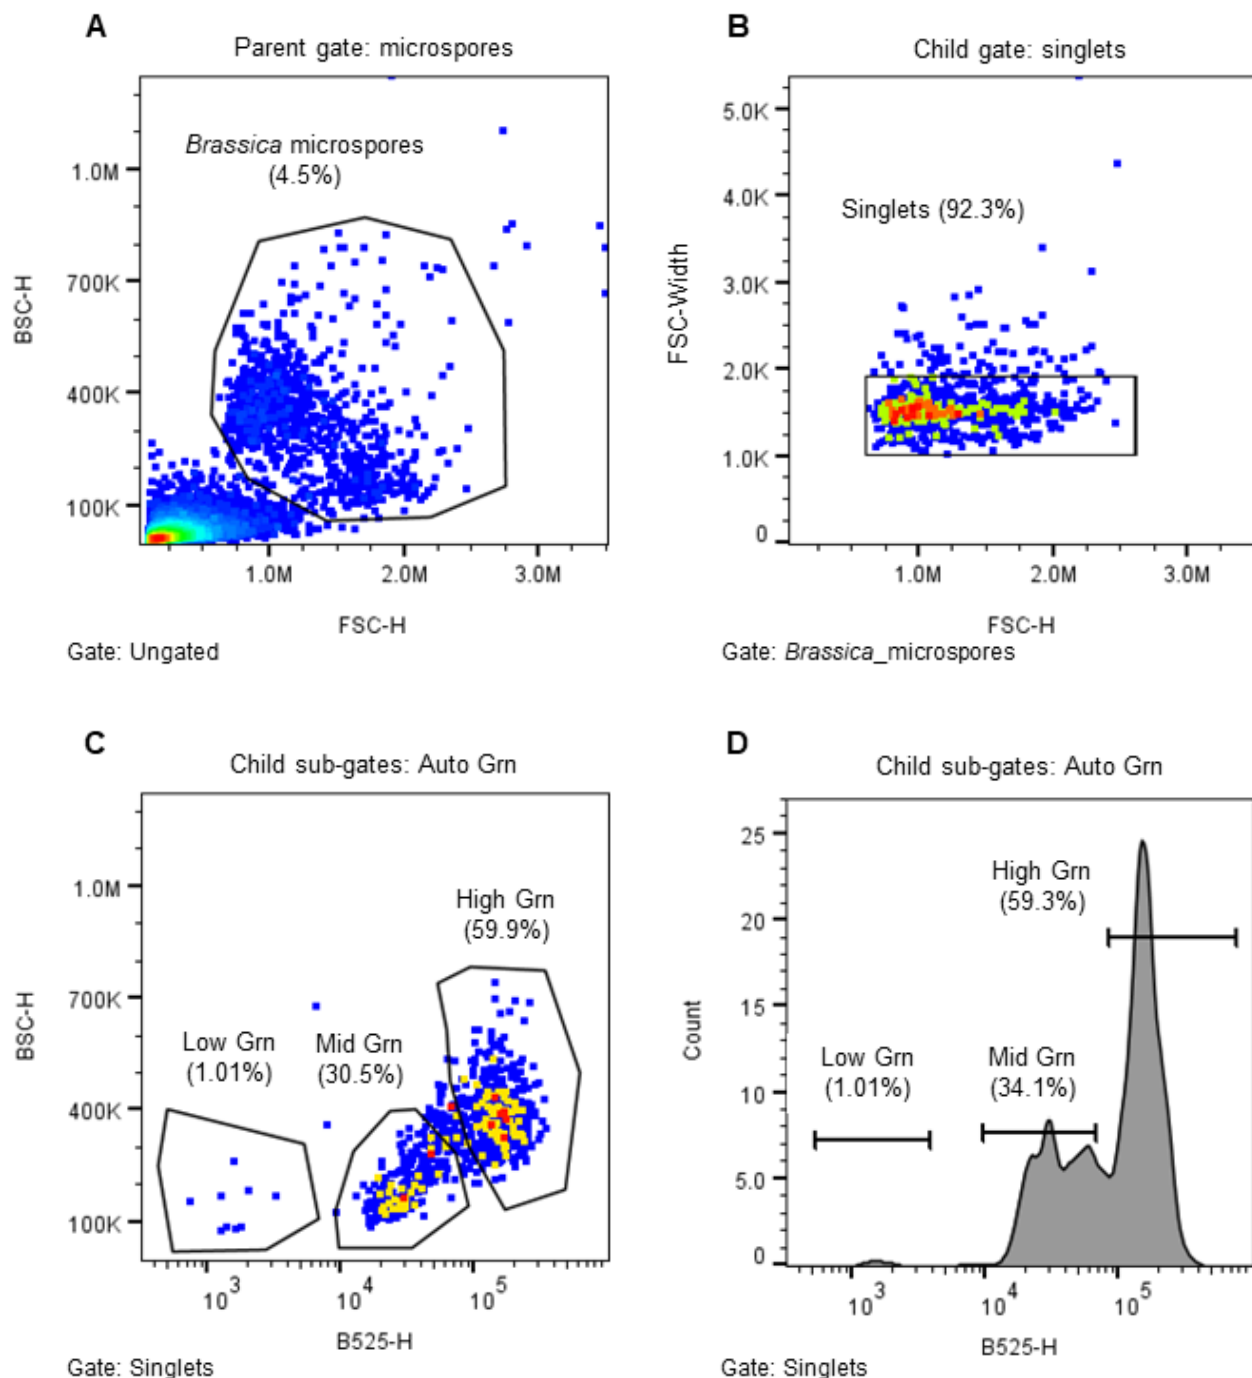 A
Parent gate: microspores
Brassica microspores
(4.5%)
1.0M
700K
400K
100K
BSC-H
1.0M 2.0M 3.0M
FSC-H
Gate: Ungated
B
Child gate: singlets
Singlets (92.3%)
5.0K
4.0K
3.0K
2.0K
1.0K
0
FSC-Width
1.0M 2.0M 3.0M
FSC-H
Gate: Brassica_microspores
C
Child sub-gates: Auto Grn
High Grn
(59.9%)
Low Grn
(1.01%)
Mid Grn
(30.5%)
1.0M
700K
400K
100K
BSC-H
10³ 10⁴ 10⁵
B525-H
Gate: Singlets
D
Child sub-gates: Auto Grn
High Grn
(59.3%)
Low Grn
(1.01%)
Mid Grn
(34.1%)
25
20
15
10
5.0
0
Count
10³ 10⁴ 10⁵
B525-H
Gate: Singlets